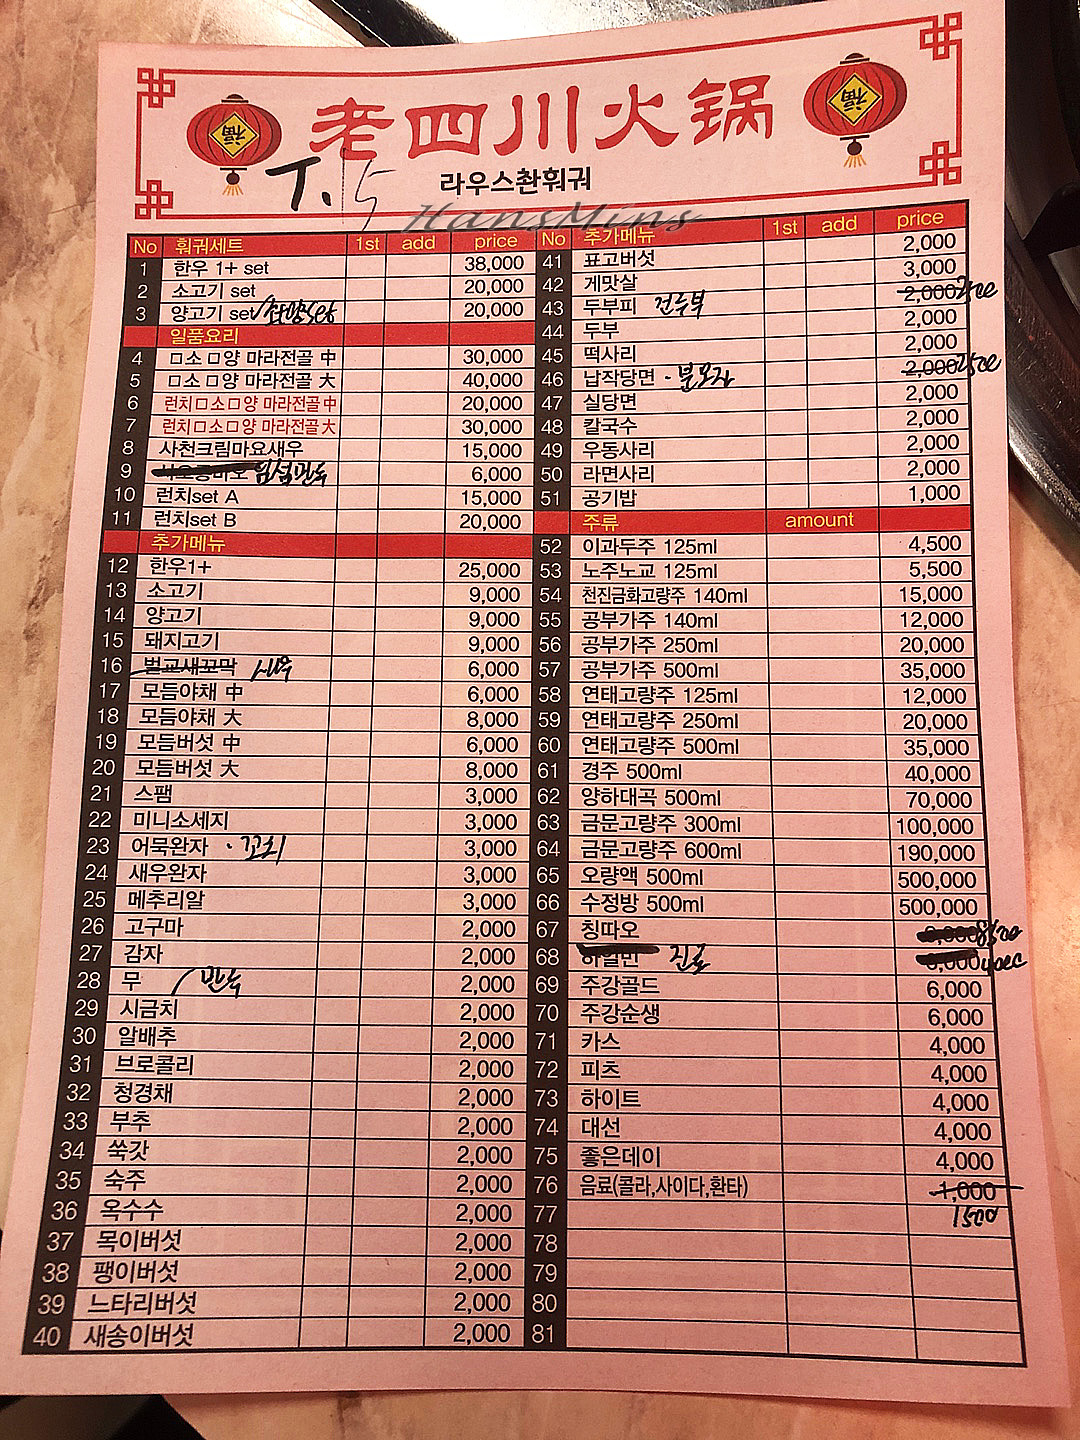 老四川火锅
라우스촨훠궈
T. 15
HansMins
No 훠궈세트 1st add price
1 한우 1+ set 38,000
2 소고기 set 20,000
3 양고기 set 20,000
일품요리
4 □소□양 마라전골 中 30,000
5 □소□양 마라전골 大 40,000
6 런치□소□양 마라전골 中 20,000
7 런치□소□양 마라전골 大 30,000
8 사천크림마요새우 15,000
9 6,000
10 런치set A 15,000
11 런치set B 20,000
추가메뉴
12 한우1+ 25,000
13 소고기 9,000
14 양고기 9,000
15 돼지고기 9,000
16 벌교새꼬막 새우 6,000
17 모듬야채 中 6,000
18 모듬야채 大 8,000
19 모듬버섯 中 6,000
20 모듬버섯 大 8,000
21 스팸 3,000
22 미니소세지 3,000
23 어묵완자 · 꼬치 3,000
24 새우완자 3,000
25 메추리알 3,000
26 고구마 2,000
27 감자 2,000
28 무 / 만두 2,000
29 시금치 2,000
30 알배추 2,000
31 브로콜리 2,000
32 청경채 2,000
33 부추 2,000
34 쑥갓 2,000
35 숙주 2,000
36 옥수수 2,000
37 목이버섯 2,000
38 팽이버섯 2,000
39 느타리버섯 2,000
40 새송이버섯 2,000
No 추가메뉴 1st add price
41 표고버섯 2,000
42 게맛살 3,000
43 두부피 건두부 2,000 2500
44 두부 2,000
45 떡사리 2,000
46 납작당면 · 분모자 2,000 2500
47 실당면 2,000
48 칼국수 2,000
49 우동사리 2,000
50 라면사리 2,000
51 공기밥 1,000
주류 amount
52 이과두주 125ml 4,500
53 노주노교 125ml 5,500
54 천진금화고량주 140ml 15,000
55 공부가주 140ml 12,000
56 공부가주 250ml 20,000
57 공부가주 500ml 35,000
58 연태고량주 125ml 12,000
59 연태고량주 250ml 20,000
60 연태고량주 500ml 35,000
61 경주 500ml 40,000
62 양하대곡 500ml 70,000
63 금문고량주 300ml 100,000
64 금문고량주 600ml 190,000
65 오량액 500ml 500,000
66 수정방 500ml 500,000
67 칭따오 8500
68 진로 4000
69 주강골드 6,000
70 주강순생 6,000
71 카스 4,000
72 피츠 4,000
73 하이트 4,000
74 대선 4,000
75 좋은데이 4,000
76 음료(콜라,사이다,환타) 1,000
77 1500
78
79
80
81